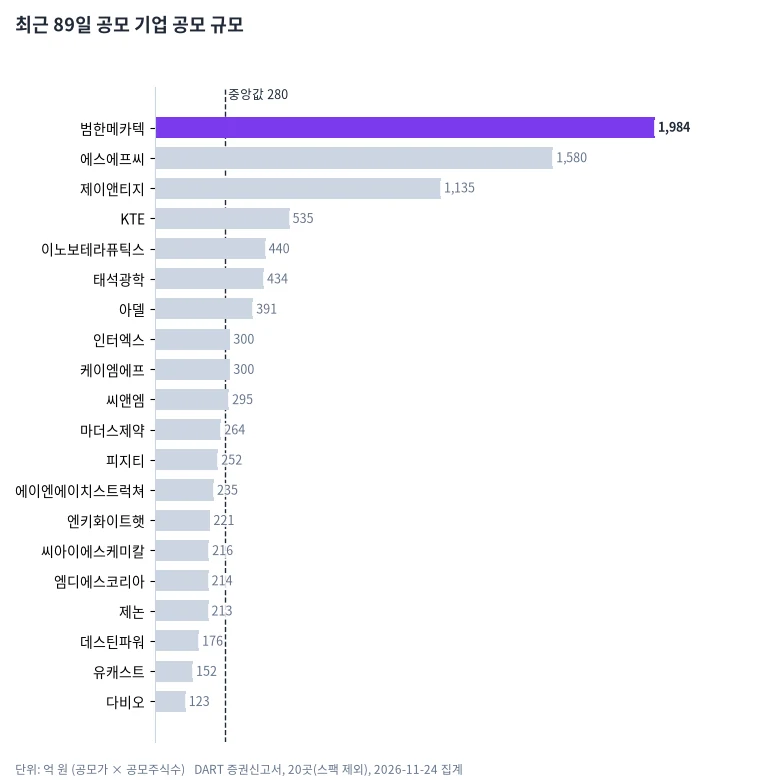 최근 89일 공모 기업 공모 규모
중앙값 280
범한메카텍 1,984
에스에프씨 1,580
제이앤티지 1,135
KTE 535
이노보테라퓨틱스 440
태석광학 434
아델 391
인터엑스 300
케이엠에프 300
씨앤엠 295
마더스제약 264
피지티 252
에이엔에이치스트럭쳐 235
엔키화이트햇 221
씨아이에스케미칼 216
엠디에스코리아 214
제논 213
데스틴파워 176
유캐스트 152
다비오 123
단위: 억 원 (공모가 × 공모주식수) DART 증권신고서, 20곳(스팩 제외), 2026-11-24 집계